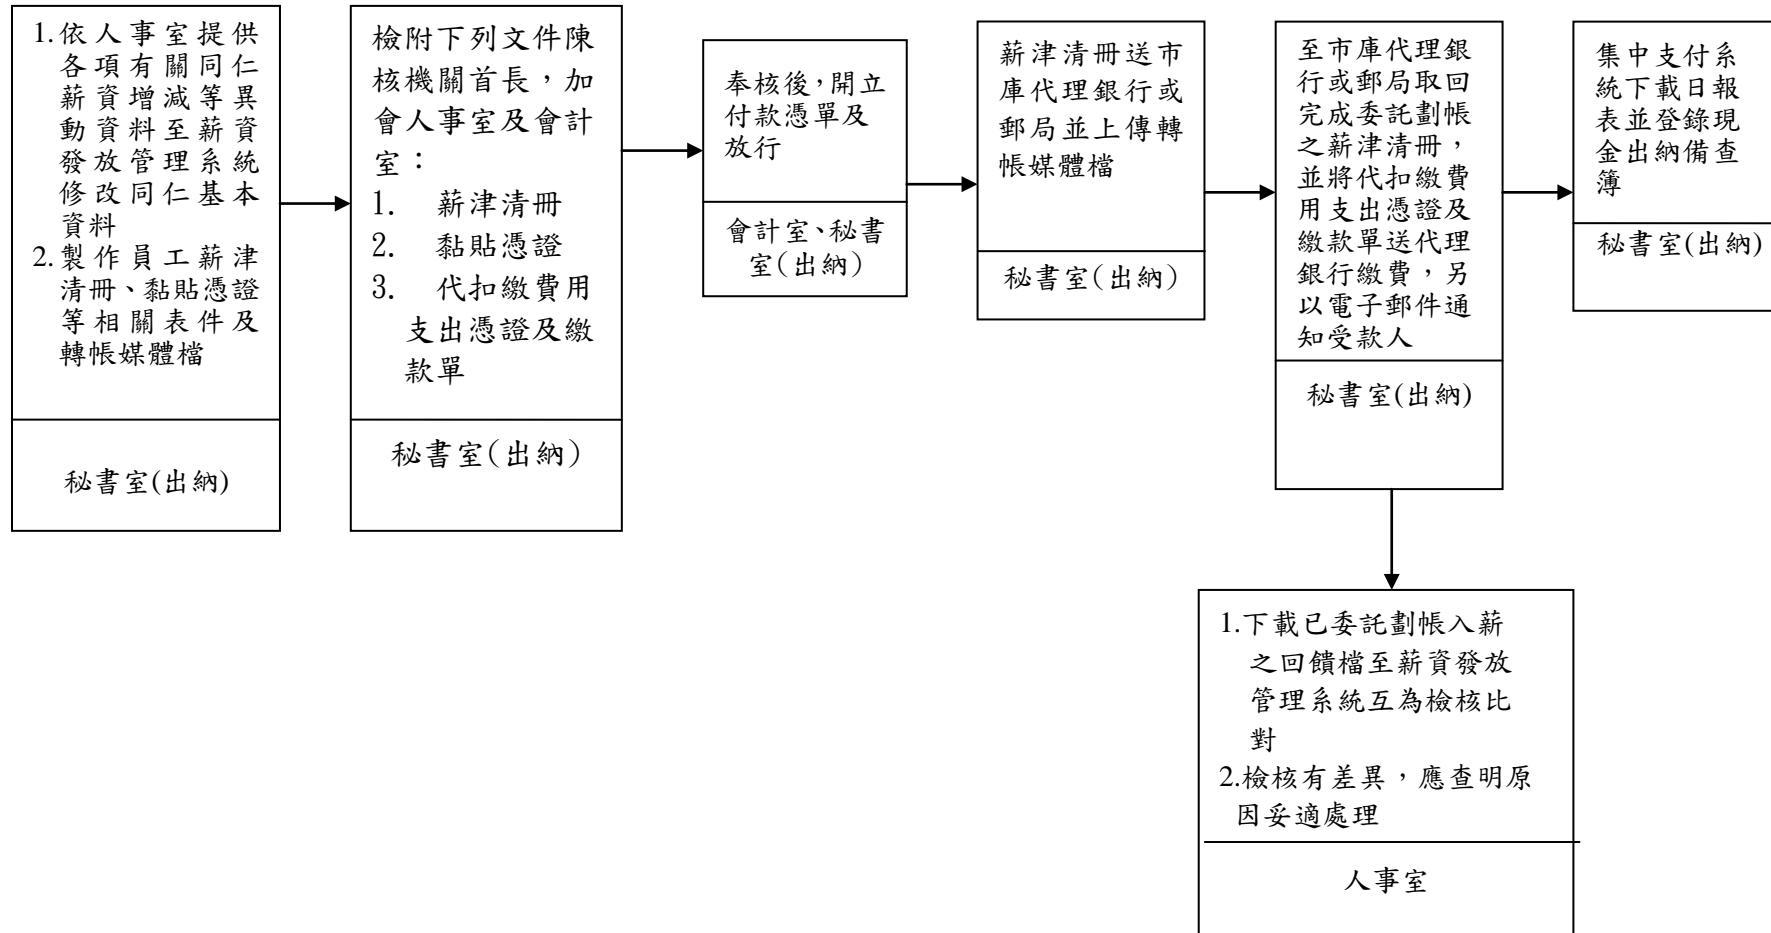 1.依人事室提供
各項有關同仁
薪資增減等異
動資料至薪資
發放管理系統
修改同仁基本
資料
2.製作員工薪津
清冊、黏貼憑證
等相關表件及
轉帳媒體檔
秘書室(出納)
檢附下列文件陳
核機關首長，加
會人事室及會計
室：
1. 薪津清冊
2. 黏貼憑證
3. 代扣繳費用
支出憑證及繳
款單
秘書室(出納)
奉核後，開立
付款憑單及
放行
會計室、秘書
室(出納)
薪津清冊送市
庫代理銀行或
郵局並上傳轉
帳媒體檔
秘書室(出納)
至市庫代理銀
行或郵局取回
完成委託劃帳
之薪津清冊，
並將代扣繳費
用支出憑證及
繳款單送代理
銀行繳費，另
以電子郵件通
知受款人
秘書室(出納)
集中支付系
統下載日報
表並登錄現
金出納備查
簿
秘書室(出納)
1.下載已委託劃帳入薪
之回饋檔至薪資發放
管理系統互為檢核比
對
2.檢核有差異，應查明原
因妥適處理
人事室